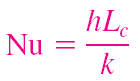 Nu = hL_c / k